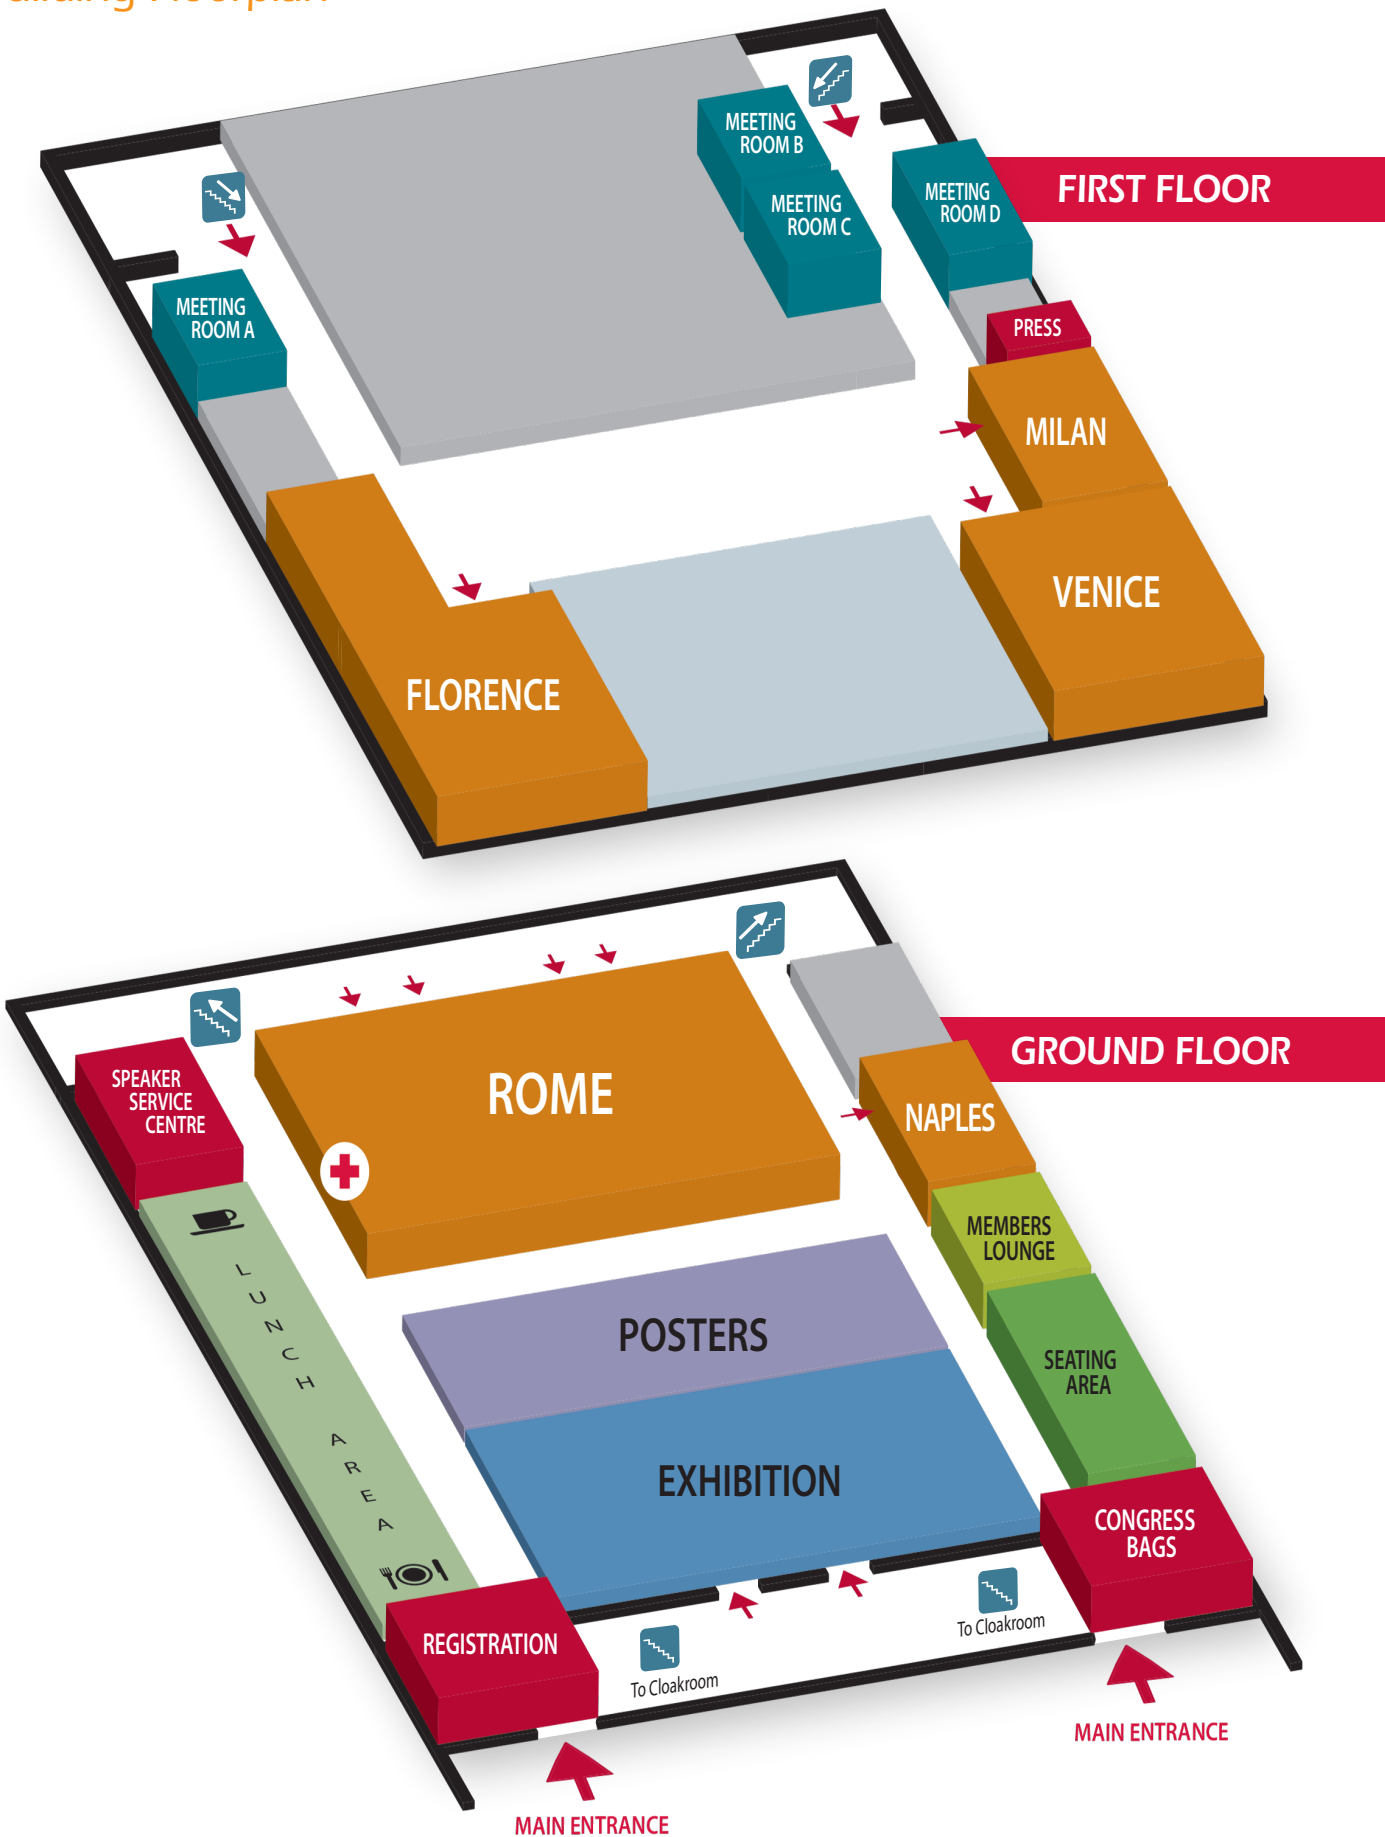 MEETING
ROOM B
MEETING
ROOM C
MEETING
ROOM D
FIRST FLOOR
MEETING
ROOM A
PRESS
MILAN
VENICE
FLORENCE
GROUND FLOOR
SPEAKER
SERVICE
CENTRE
ROME
NAPLES
MEMBERS
LOUNGE
LUNCH AREA
POSTERS
SEATING
AREA
EXHIBITION
CONGRESS
BAGS
REGISTRATION
To Cloakroom
To Cloakroom
MAIN ENTRANCE
MAIN ENTRANCE